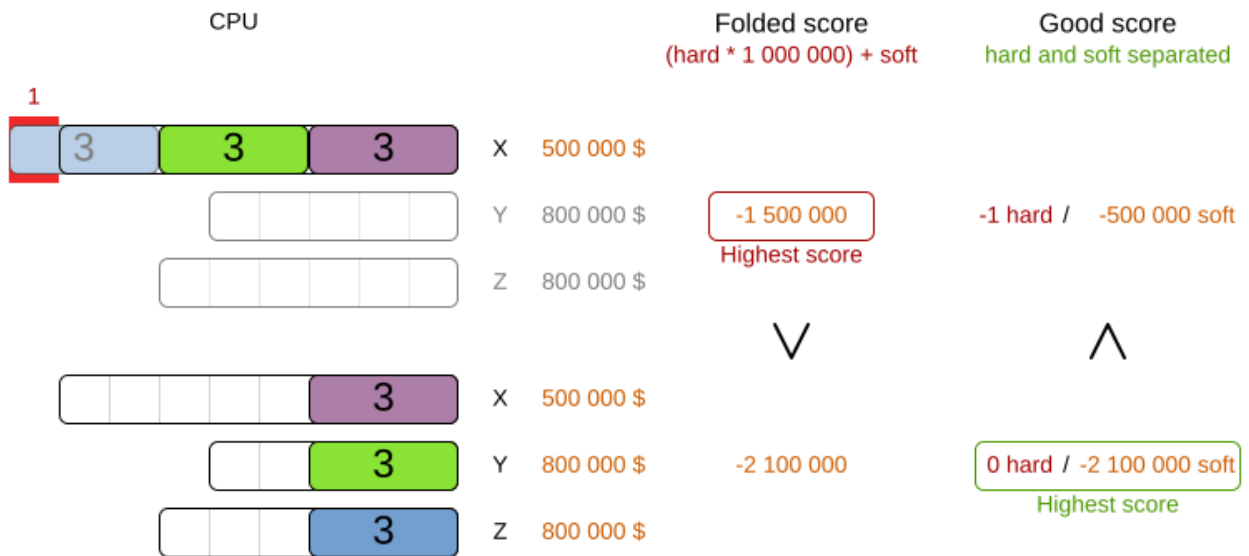 CPU
Folded score
(hard * 1 000 000) + soft
Good score
hard and soft separated
1
3 3 3 X 500 000 $
Y 800 000 $ -1 500 000 -1 hard / -500 000 soft
Highest score
Z 800 000 $
> <
3 X 500 000 $
3 Y 800 000 $ -2 100 000 0 hard / -2 100 000 soft
Highest score
3 Z 800 000 $